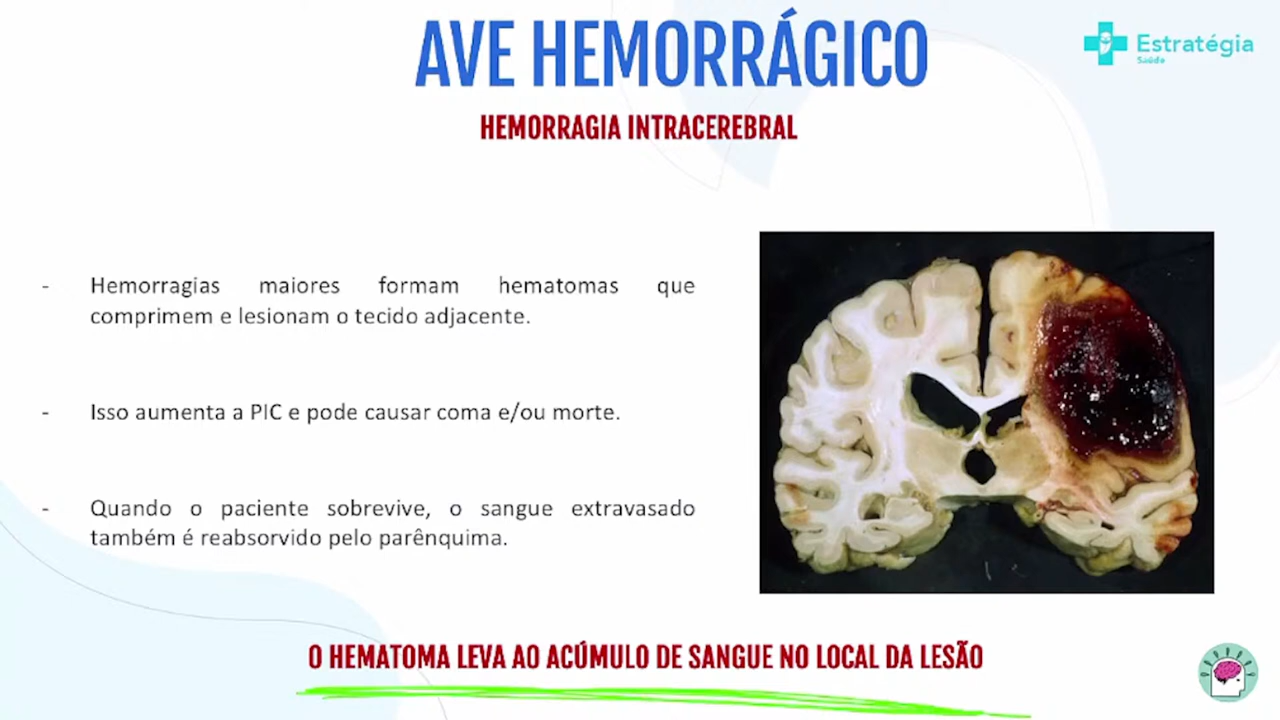 AVE HEMORRÁGICO
Estratégia
Saúde
HEMORRAGIA INTRACEREBRAL
- Hemorragias maiores formam hematomas que
comprimem e lesionam o tecido adjacente.
- Isso aumenta a PIC e pode causar coma e/ou morte.
- Quando o paciente sobrevive, o sangue extravasado
também é reabsorvido pelo parênquima.
O HEMATOMA LEVA AO ACÚMULO DE SANGUE NO LOCAL DA LESÃO